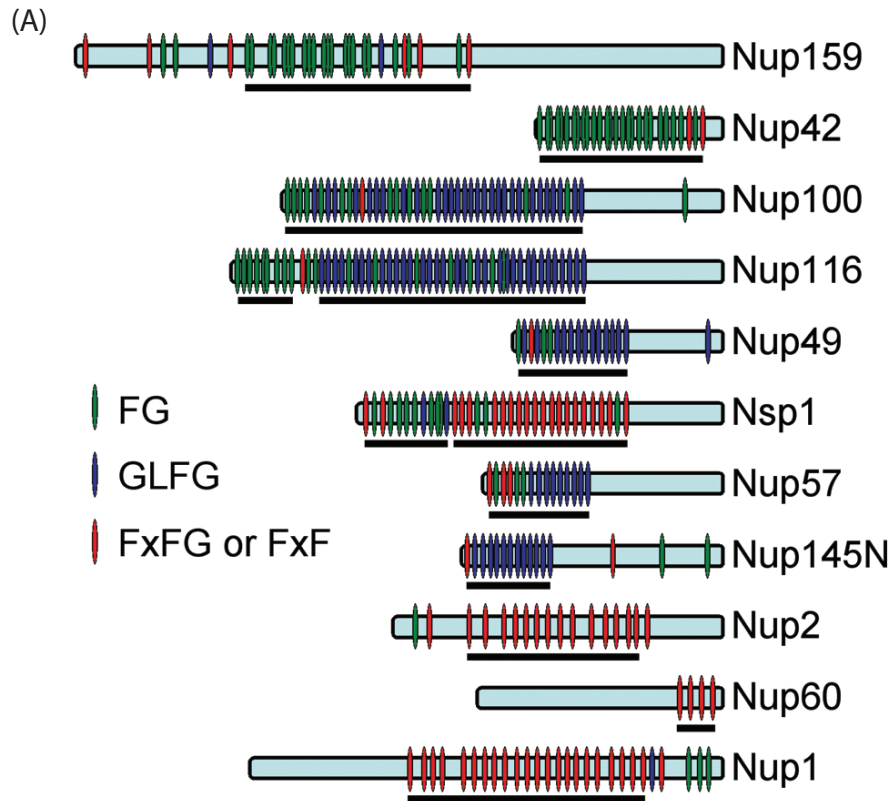 (A)
Nup159
Nup42
Nup100
Nup116
Nup49
FG
Nsp1
GLFG
Nup57
FxFG or FxF
Nup145N
Nup2
Nup60
Nup1